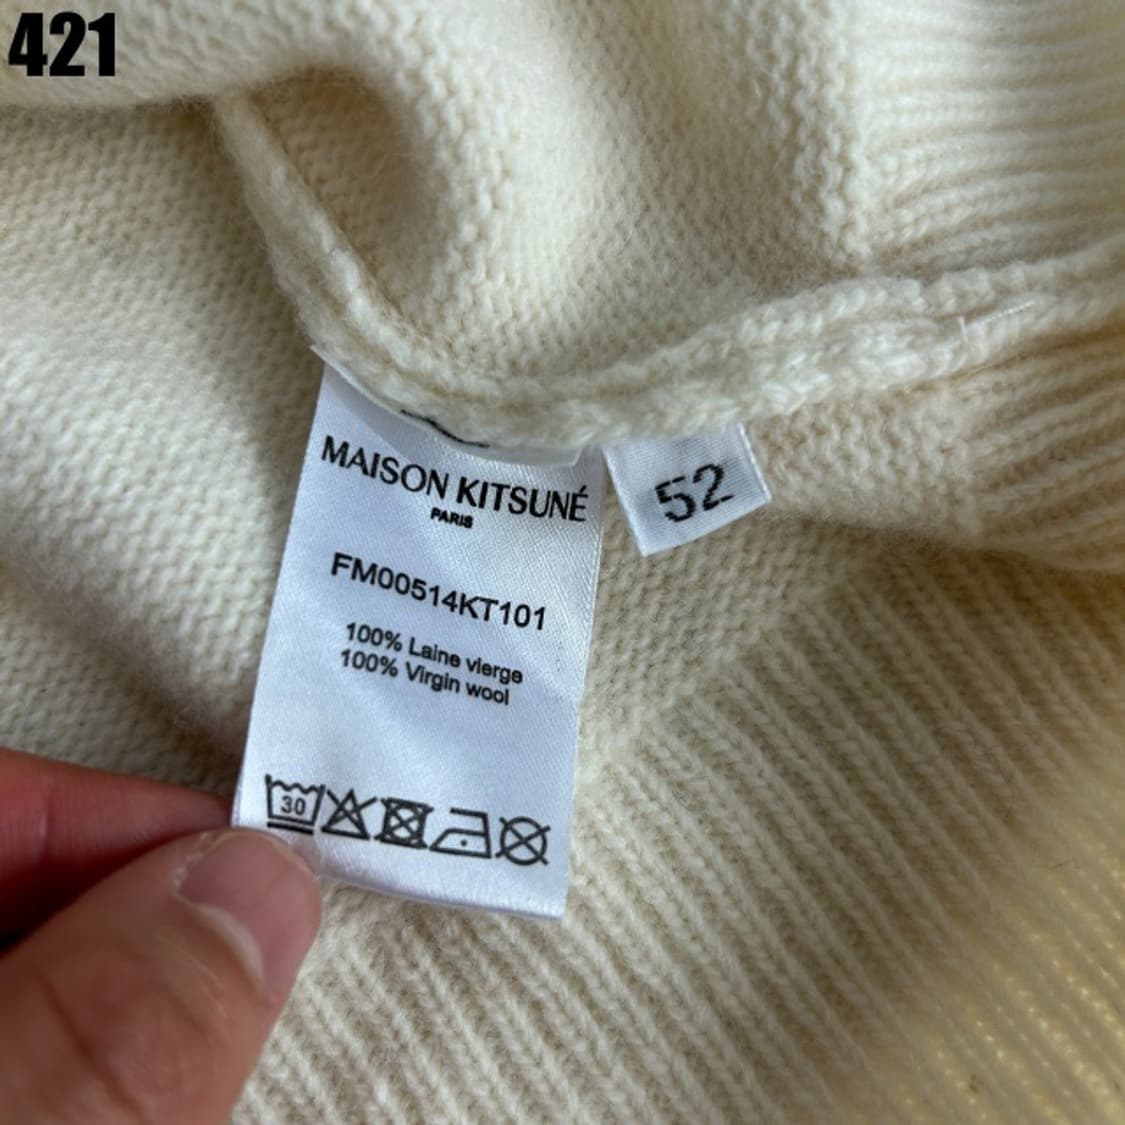 421
MAISON KITSUNÉ
PARIS
52
FM00514KT101
100% Laine vierge
100% Virgin wool
30